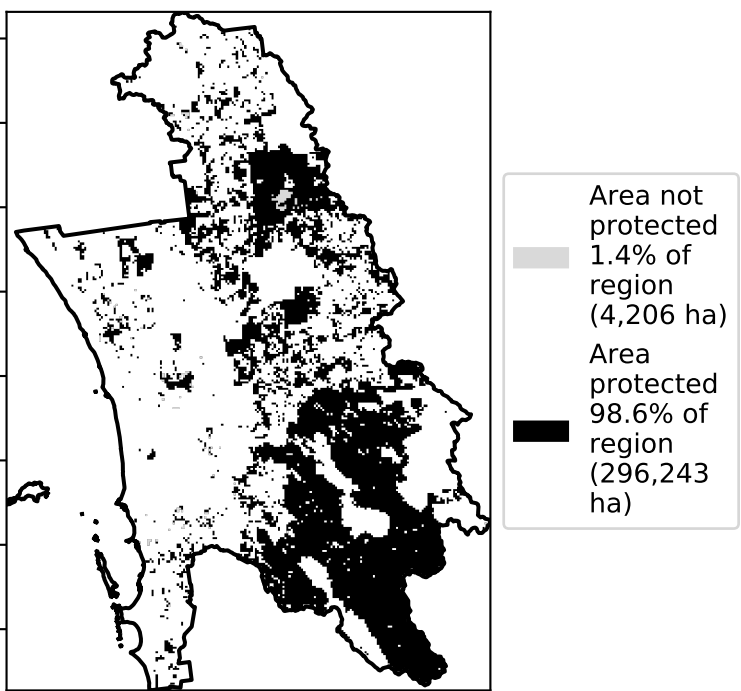 Area not
protected
1.4% of
region
(4,206 ha)
Area
protected
98.6% of
region
(296,243
ha)